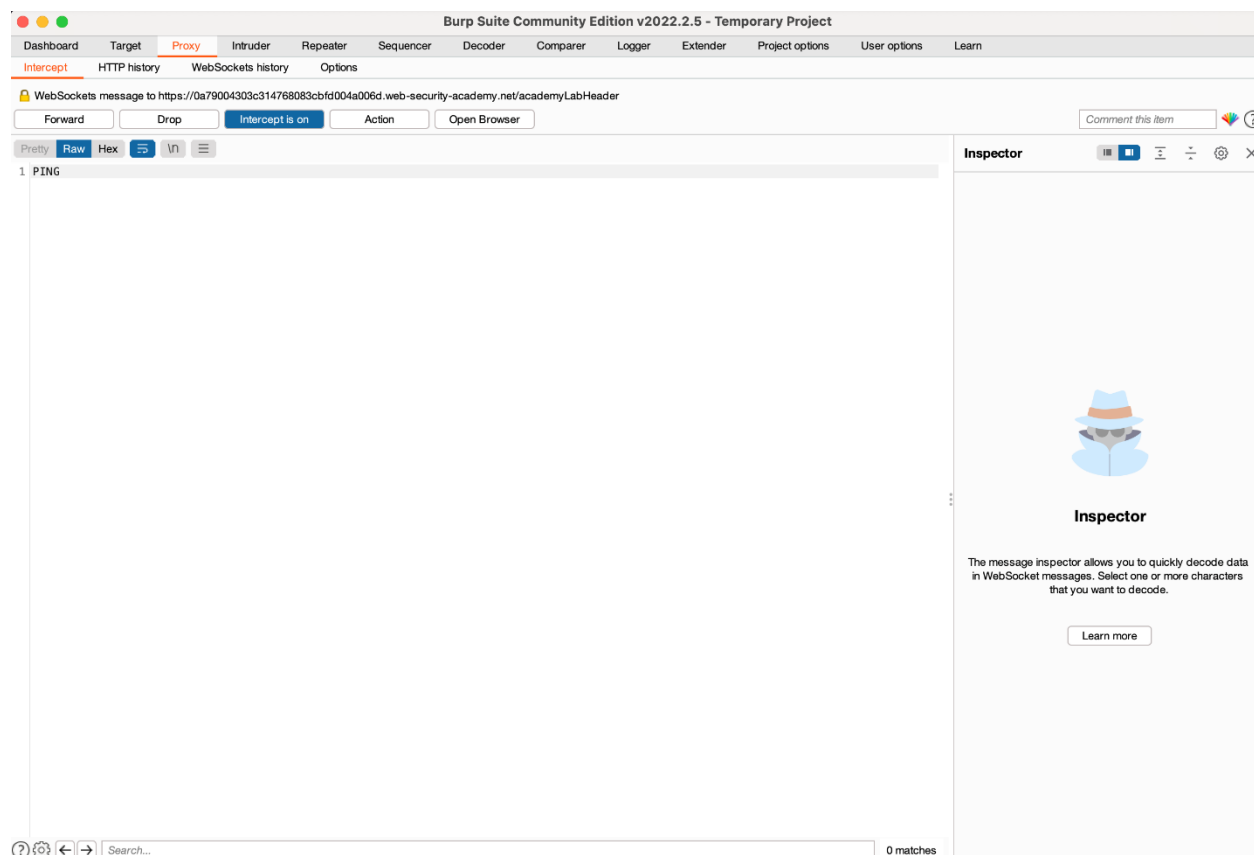 Burp Suite Community Edition v2022.2.5 - Temporary Project
Dashboard Target Proxy Intruder Repeater Sequencer Decoder Comparer Logger Extender Project options User options Learn
Intercept HTTP history WebSockets history Options
WebSockets message to https://0a79004303c314768083cbfd004a006d.web-security-academy.net/academyLabHeader
Forward Drop Intercept is on Action Open Browser Comment this item
Pretty Raw Hex \n
1 PING
Inspector
Inspector
The message inspector allows you to quickly decode data
in WebSocket messages. Select one or more characters
that you want to decode.
Learn more
Search... 0 matches